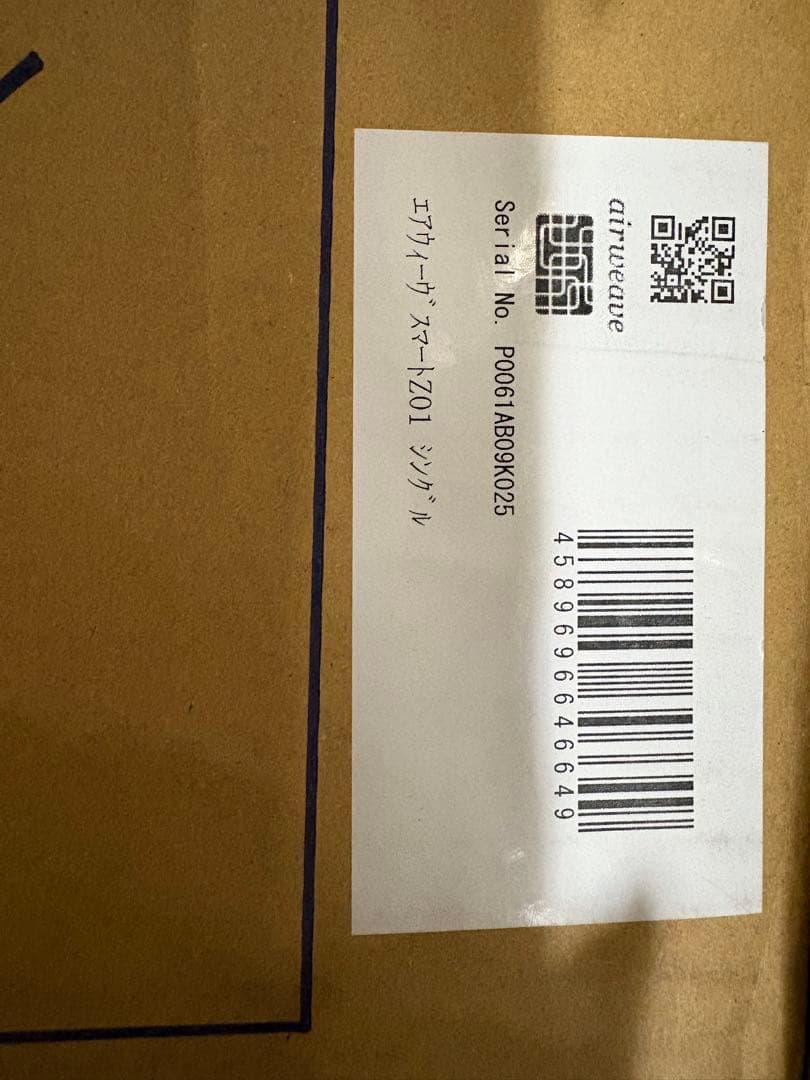 airweave
4589696646649
Serial No. P0061AB09K025
ｴｱｳｨｰｳﾞｽﾏｰﾄZ01 ｼﾝｸﾞﾙ